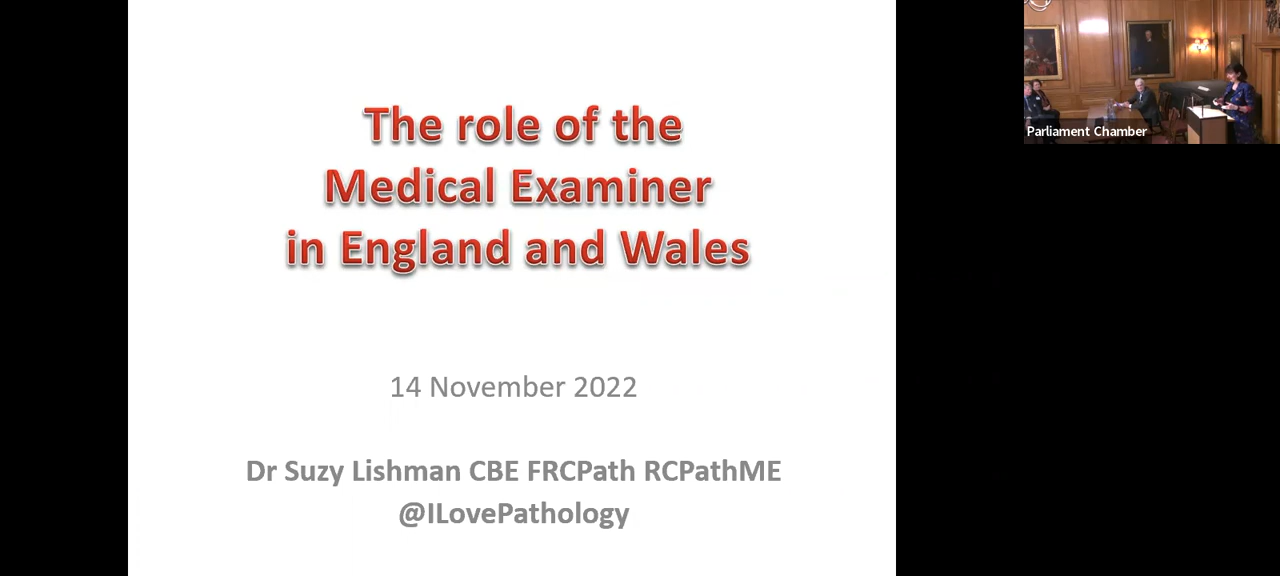 The role of the
Medical Examiner
in England and Wales
14 November 2022
Dr Suzy Lishman CBE FRCPath RCPathME
@ILovePathology
Parliament Chamber